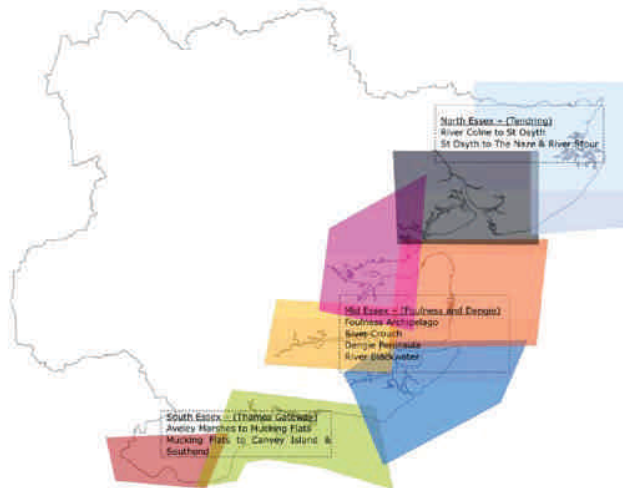 North Essex – (Tendring)
River Colne to St Osyth
St Osyth to The Naze & River Stour
Mid Essex – (Foulness and Dengie)
Foulness Archipelago
River Crouch
Dengie Peninsula
River Blackwater
South Essex – (Thames Gateway)
Aveley Marshes to Mucking Flats
Mucking Flats to Canvey Island &
Southend